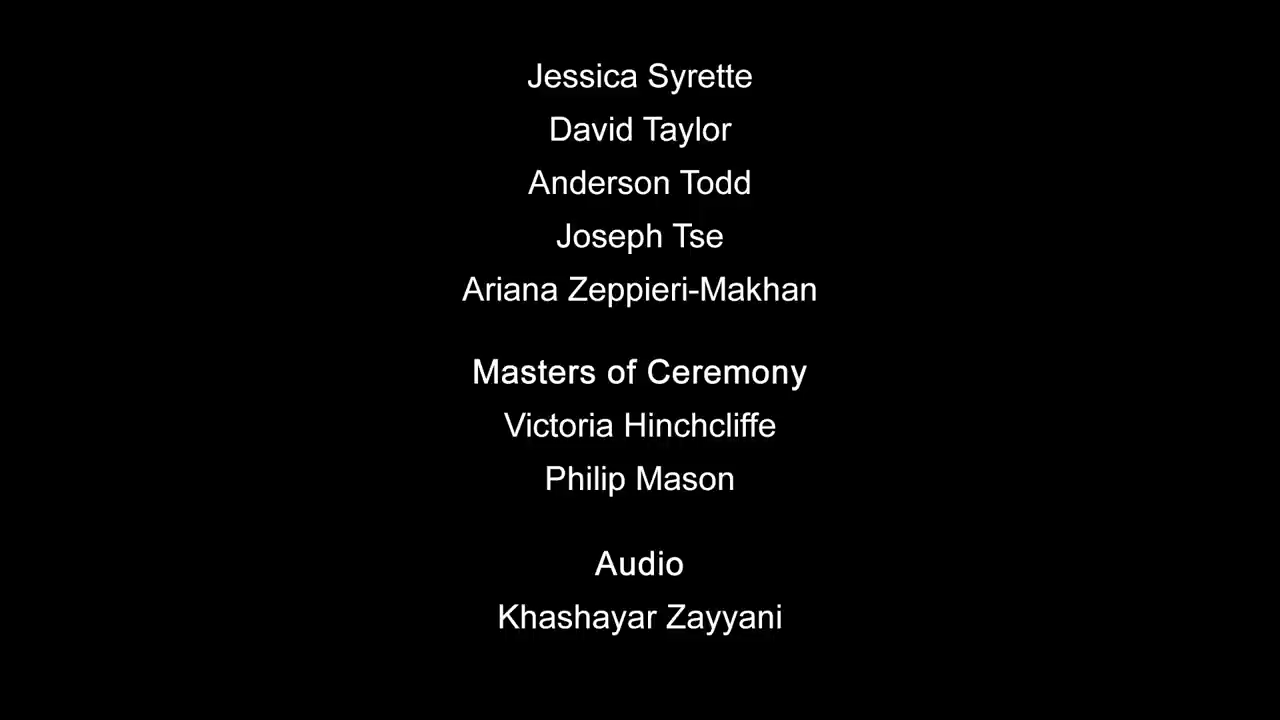 Jessica Syrette
David Taylor
Anderson Todd
Joseph Tse
Ariana Zeppieri-Makhan
Masters of Ceremony
Victoria Hinchcliffe
Philip Mason
Audio
Khashayar Zayyani